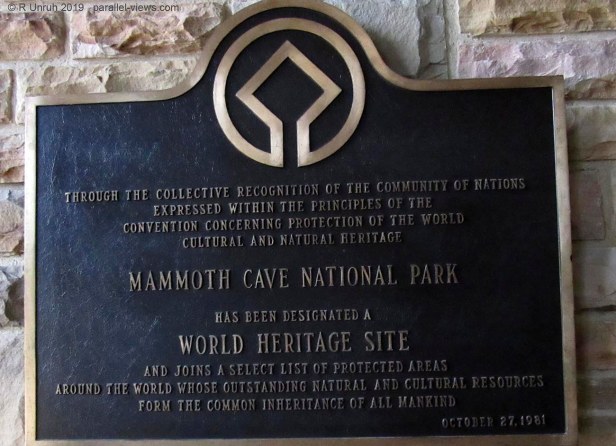 © R Unruh 2019 - parallel-views.com
THROUGH THE COLLECTIVE RECOGNITION OF THE COMMUNITY OF NATIONS
EXPRESSED WITHIN THE PRINCIPLES OF THE
CONVENTION CONCERNING PROTECTION OF THE WORLD
CULTURAL AND NATURAL HERITAGE
MAMMOTH CAVE NATIONAL PARK
HAS BEEN DESIGNATED A
WORLD HERITAGE SITE
AND JOINS A SELECT LIST OF PROTECTED AREAS
AROUND THE WORLD WHOSE OUTSTANDING NATURAL AND CULTURAL RESOURCES
FORM THE COMMON INHERITANCE OF ALL MANKIND
OCTOBER 27, 1981